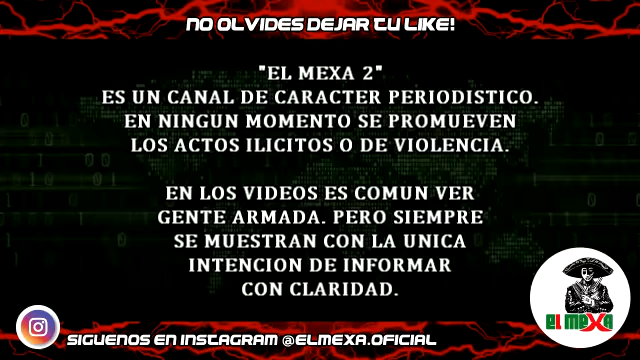 NO OLVIDES DEJAR TU LIKE!
"EL MEXA 2"
ES UN CANAL DE CARACTER PERIODISTICO.
EN NINGUN MOMENTO SE PROMUEVEN
LOS ACTOS ILICITOS O DE VIOLENCIA.
EN LOS VIDEOS ES COMUN VER
GENTE ARMADA. PERO SIEMPRE
SE MUESTRAN CON LA UNICA
INTENCION DE INFORMAR
CON CLARIDAD.
EL MEXA
SIGUENOS EN INSTAGRAM @ELMEXA.OFICIAL